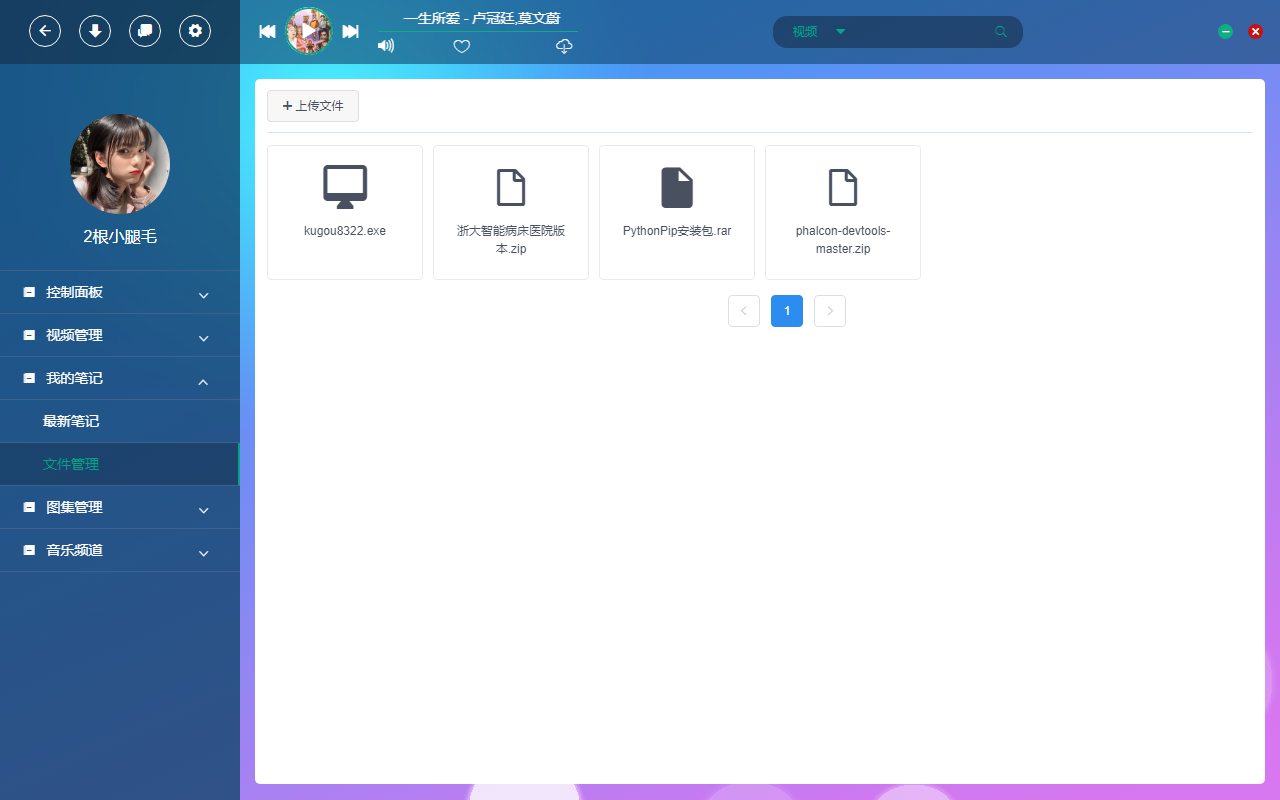 一生所爱 - 卢冠廷,莫文蔚
视频
2根小腿毛
控制面板
视频管理
我的笔记
最新笔记
文件管理
图集管理
音乐频道
上传文件
kugou8322.exe
浙大智能病床医院版
本.zip
PythonPip安装包.rar
phalcon-devtools-
master.zip
1